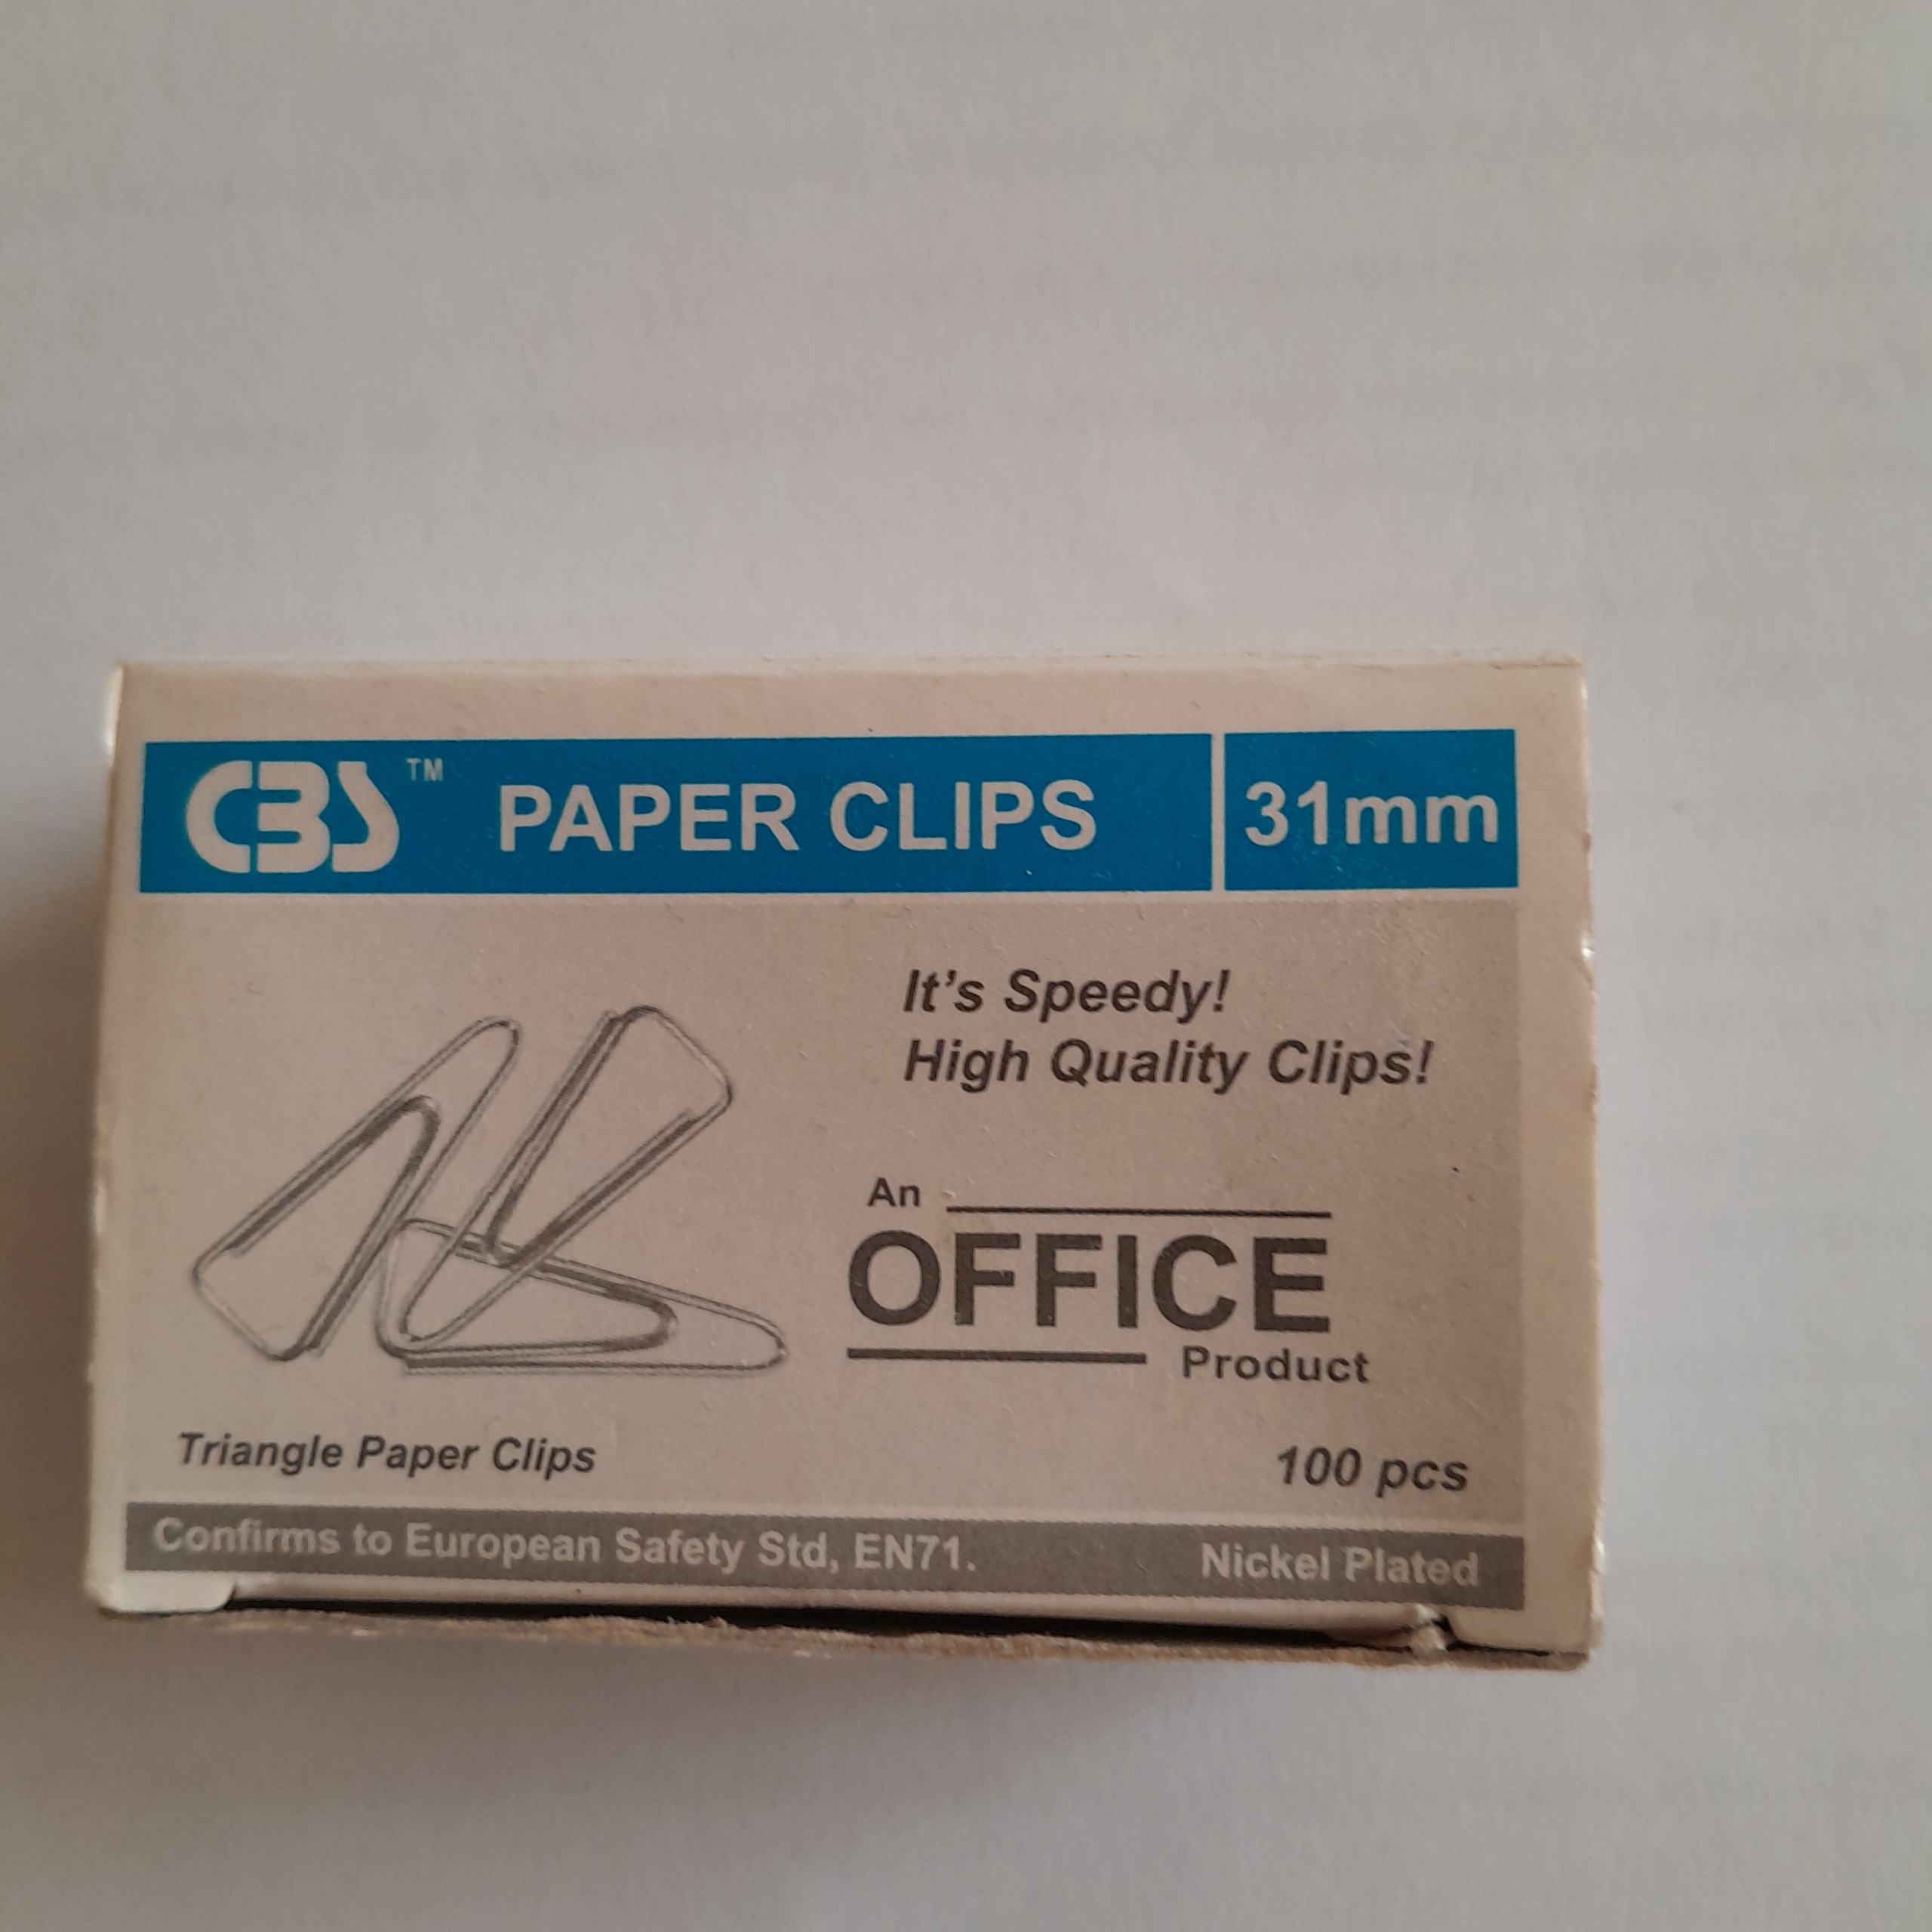 CBS™ PAPER CLIPS 31mm
It's Speedy!
High Quality Clips!
An
OFFICE
Product
Triangle Paper Clips 100 pcs
Confirms to European Safety Std, EN71. Nickel Plated